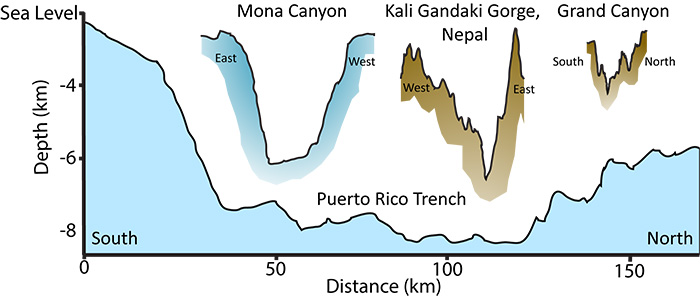 Mona Canyon
Kali Gandaki Gorge,
Nepal
Grand Canyon
Sea Level
East
West
West
East
South
North
Depth (km)
-4
-6
-8
Puerto Rico Trench
South
North
0
50
100
150
Distance (km)